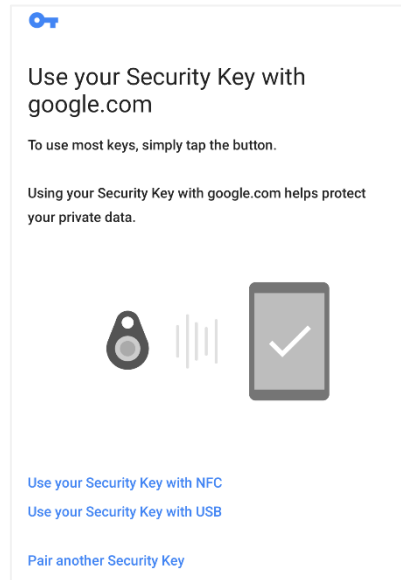 Use your Security Key with
google.com
To use most keys, simply tap the button.
Using your Security Key with google.com helps protect
your private data.
Use your Security Key with NFC
Use your Security Key with USB
Pair another Security Key